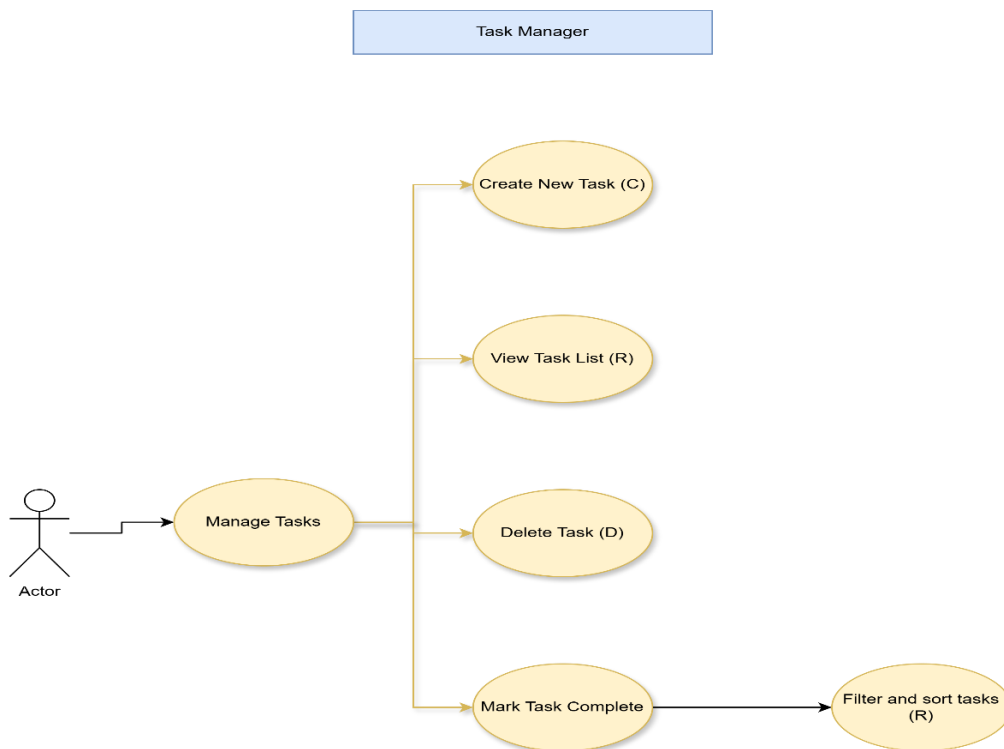 Task Manager
Create New Task (C)
View Task List (R)
Manage Tasks
Delete Task (D)
Actor
Mark Task Complete
Filter and sort tasks
(R)